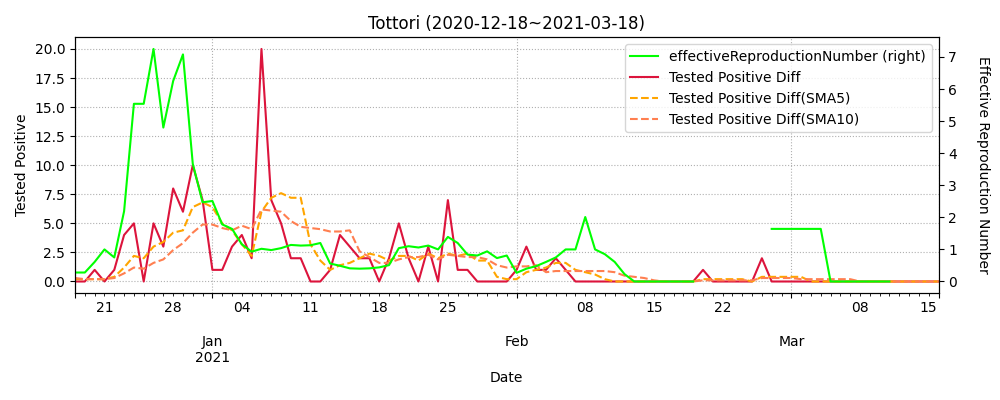 Tottori (2020-12-18~2021-03-18)
effectiveReproductionNumber (right)
Tested Positive Diff
Tested Positive Diff(SMA5)
Tested Positive Diff(SMA10)
Tested Positive
20.0
17.5
15.0
12.5
10.0
7.5
5.0
2.5
0.0
7
6
5
4
3
2
1
0
Effective Reproduction Number
21 28 04 11 18 25 08 15 22 08 15
Jan Feb Mar
2021
Date